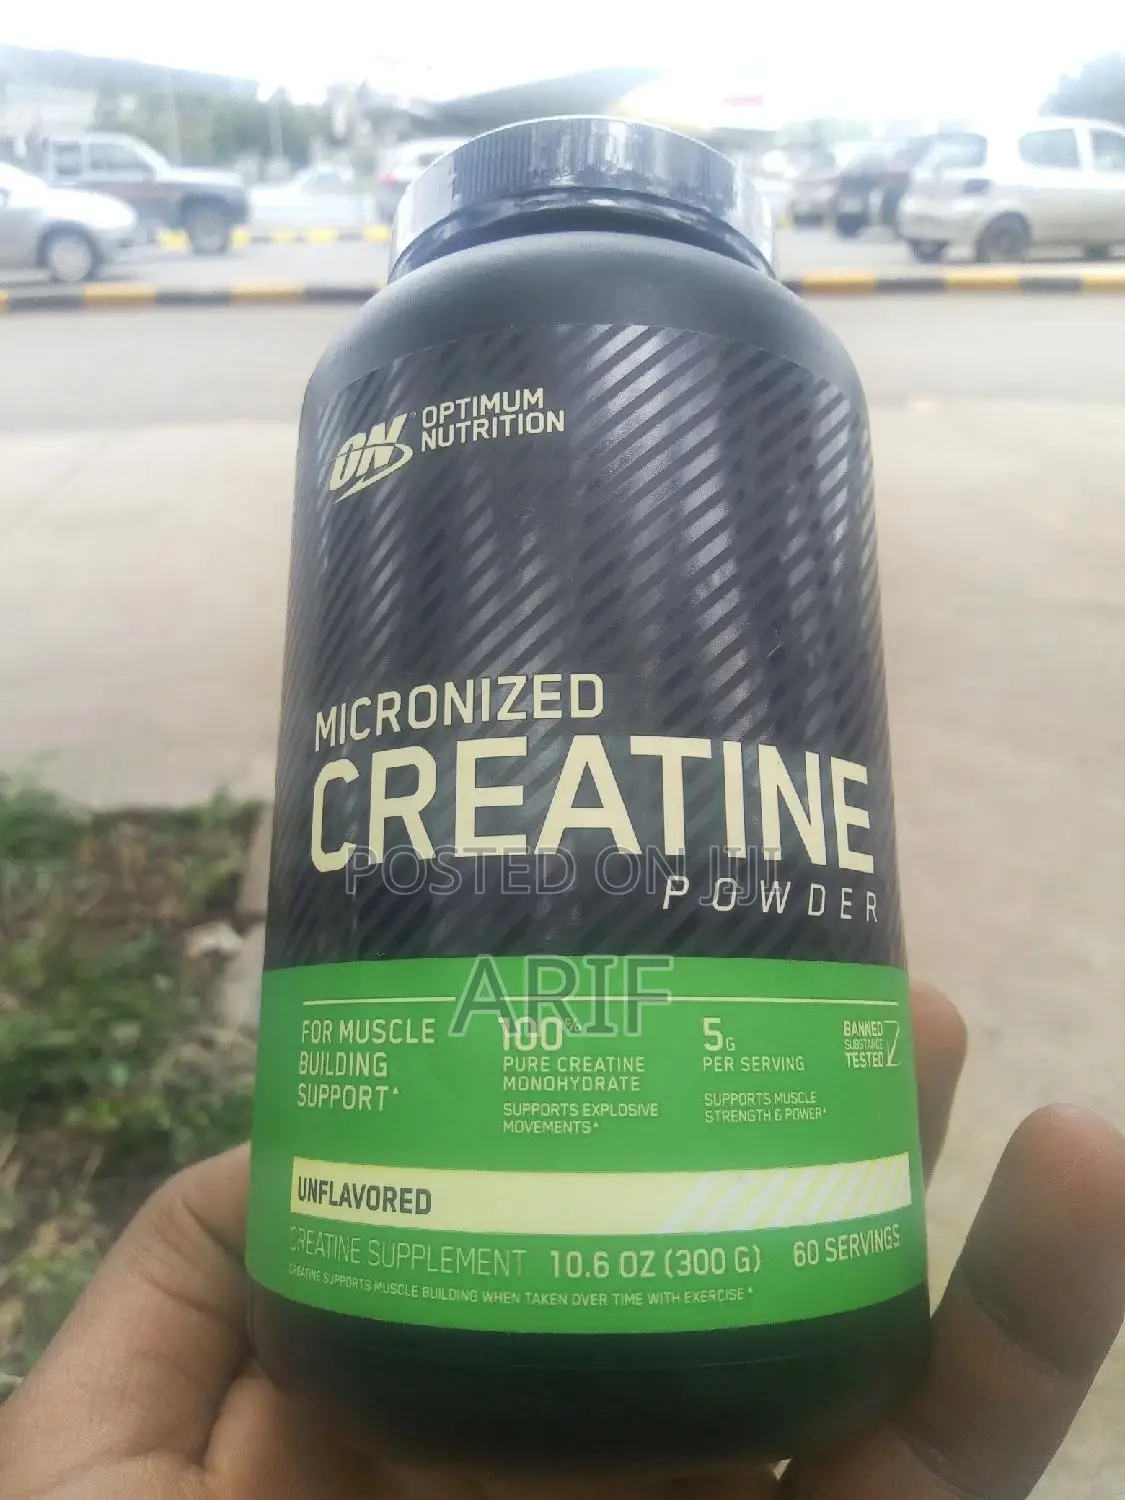 ON™ OPTIMUM
NUTRITION
MICRONIZED
CREATINE
POSTED ON JIJI
POWDER
ARIF
FOR MUSCLE
BUILDING
SUPPORT^
100%
PURE CREATINE
MONOHYDRATE
SUPPORTS EXPLOSIVE
MOVEMENTS^
5G
PER SERVING
SUPPORTS MUSCLE
STRENGTH & POWER^
BANNED
SUBSTANCE
TESTED
UNFLAVORED
CREATINE SUPPLEMENT 10.6 OZ (300 G) 60 SERVINGS
CREATINE SUPPORTS MUSCLE BUILDING WHEN TAKEN OVER TIME WITH EXERCISE^